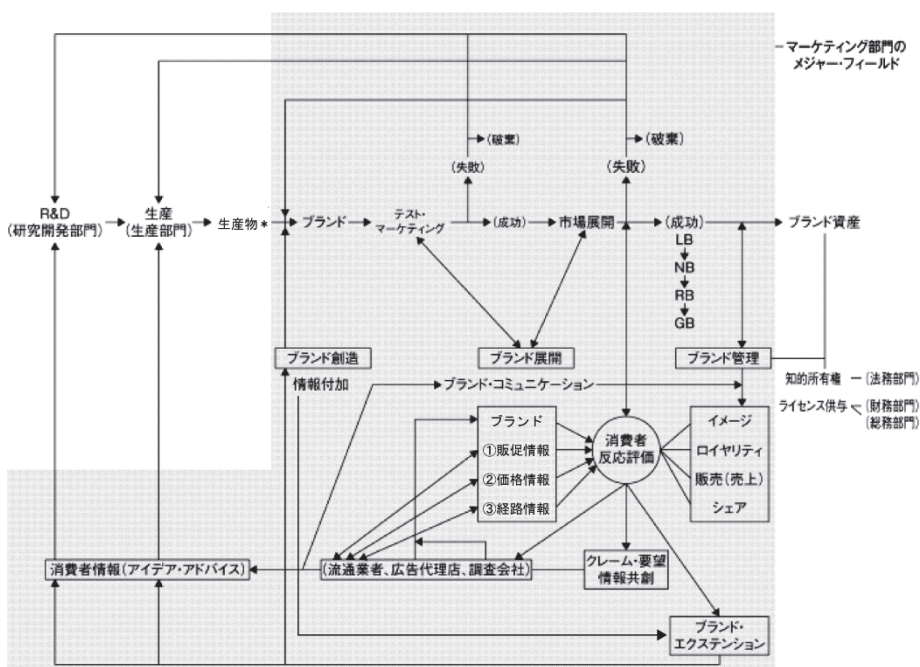 マーケティング部門の
メジャー・フィールド
(破棄)
(破棄)
(失敗)
(失敗)
R&D
(研究開発部門)
生産
(生産部門)
生産物*
ブランド
テスト・
マーケティング
(成功)
市場展開
(成功)
ブランド資産
LB
NB
RB
GB
ブランド創造
ブランド展開
ブランド管理
情報付加
ブランド・コミュニケーション
知的所有権
(法務部門)
ライセンス供与
(財務部門)
(総務部門)
ブランド
①販促情報
②価格情報
③経路情報
消費者
反応評価
イメージ
ロイヤリティ
販売(売上)
シェア
消費者情報(アイデア・アドバイス)
(流通業者、広告代理店、調査会社)
クレーム・要望
情報共創
ブランド・
エクステンション